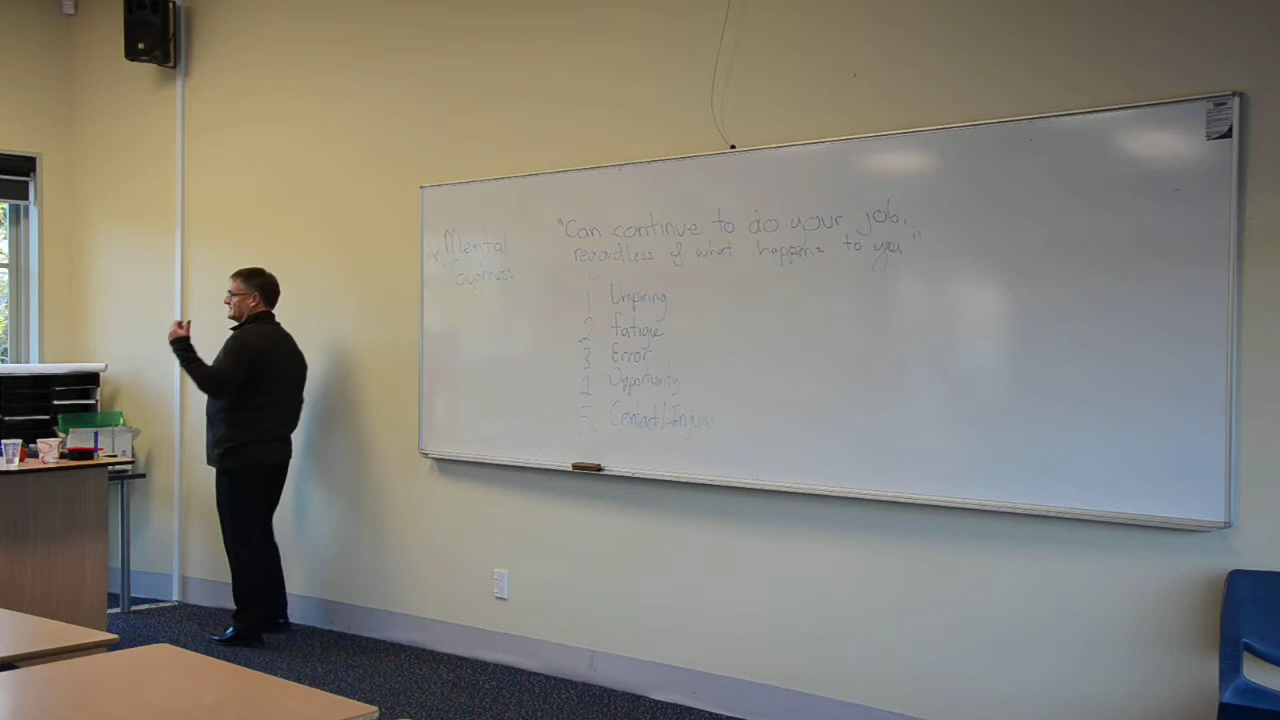 Mental
Toughness
"Can continue to do your job,
regardless of what happens to you"
1 Umpiring
2 Fatigue
3 Error
4 Opportunity
5 Contact/Injury